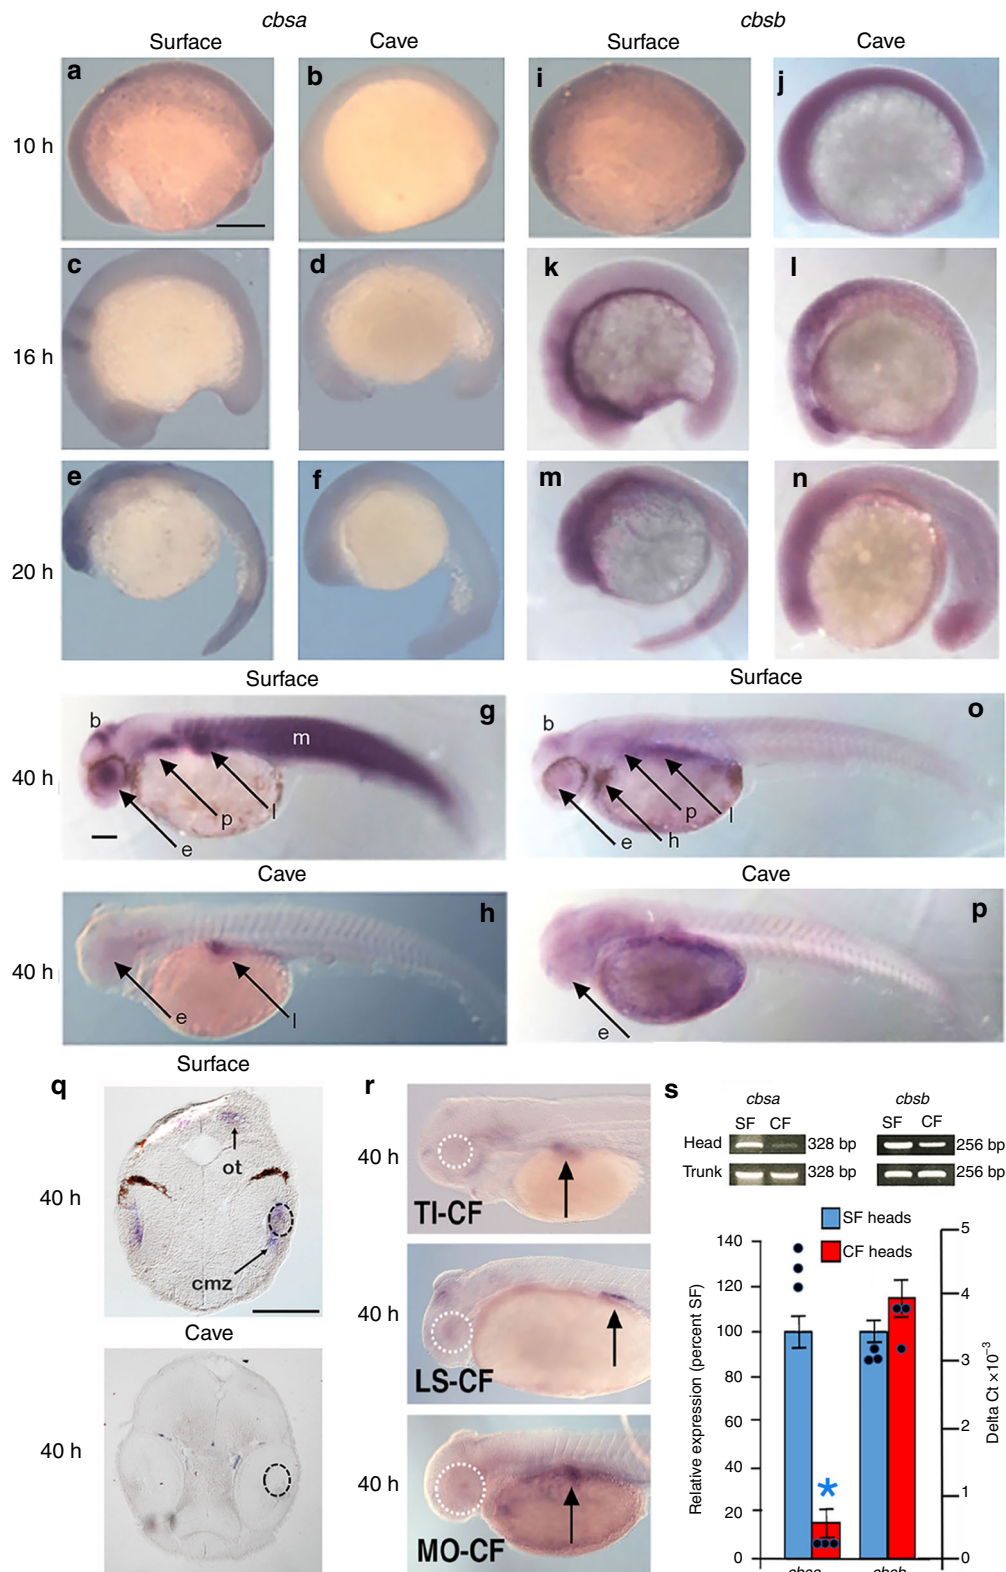 cbsa
cbsb
Surface
Cave
Surface
Cave
10 h
a
b
i
j
16 h
c
d
k
l
20 h
e
f
m
n
Surface
Surface
40 h
b
m
g
p
l
e
b
o
p
l
e
h
Cave
Cave
40 h
h
e
l
p
e
Surface
q
40 h
ot
cmz
Cave
40 h
r
40 h
TI-CF
40 h
LS-CF
40 h
MO-CF
s
cbsa
cbsb
SF CF
SF CF
Head
328 bp
256 bp
Trunk
328 bp
256 bp
SF heads
CF heads
Relative expression (percent SF)
140
120
100
80
60
40
20
0
*
5
4
3
2
1
0
Delta Ct ×10⁻³
cbsa
cbsb